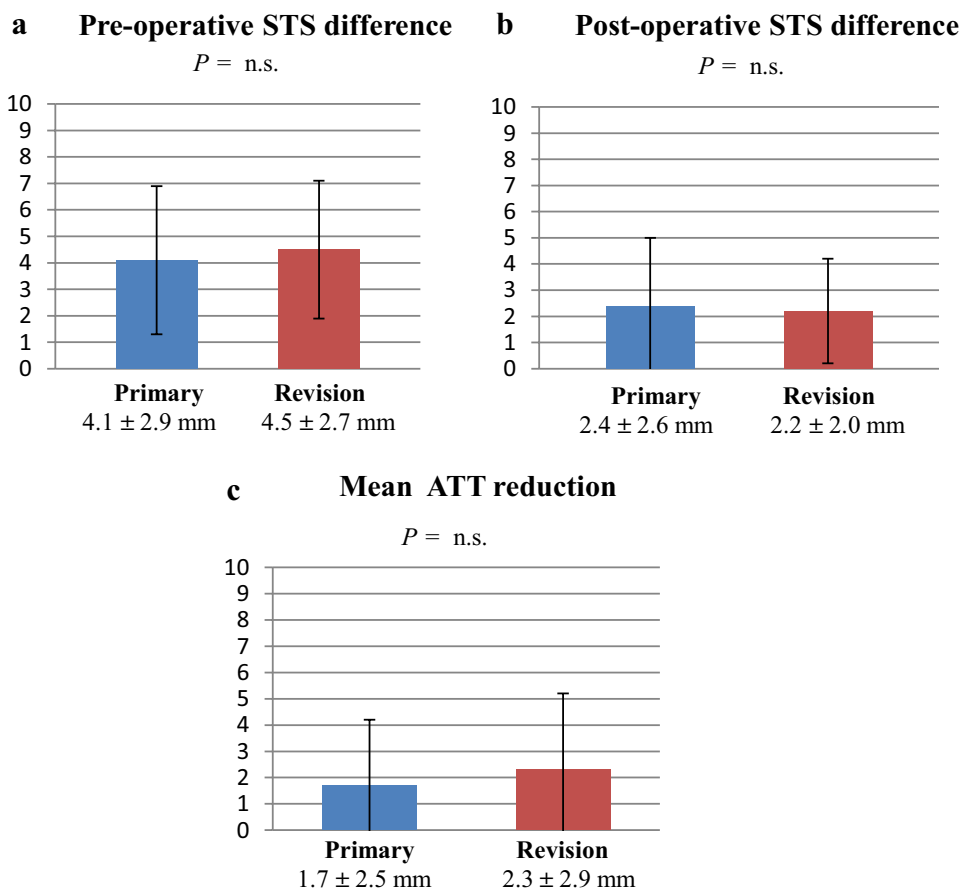 a Pre-operative STS difference
P = n.s.
10
9
8
7
6
5
4
3
2
1
0
Primary Revision
4.1 ± 2.9 mm 4.5 ± 2.7 mm
b Post-operative STS difference
P = n.s.
10
9
8
7
6
5
4
3
2
1
0
Primary Revision
2.4 ± 2.6 mm 2.2 ± 2.0 mm
c Mean ATT reduction
P = n.s.
10
9
8
7
6
5
4
3
2
1
0
Primary Revision
1.7 ± 2.5 mm 2.3 ± 2.9 mm